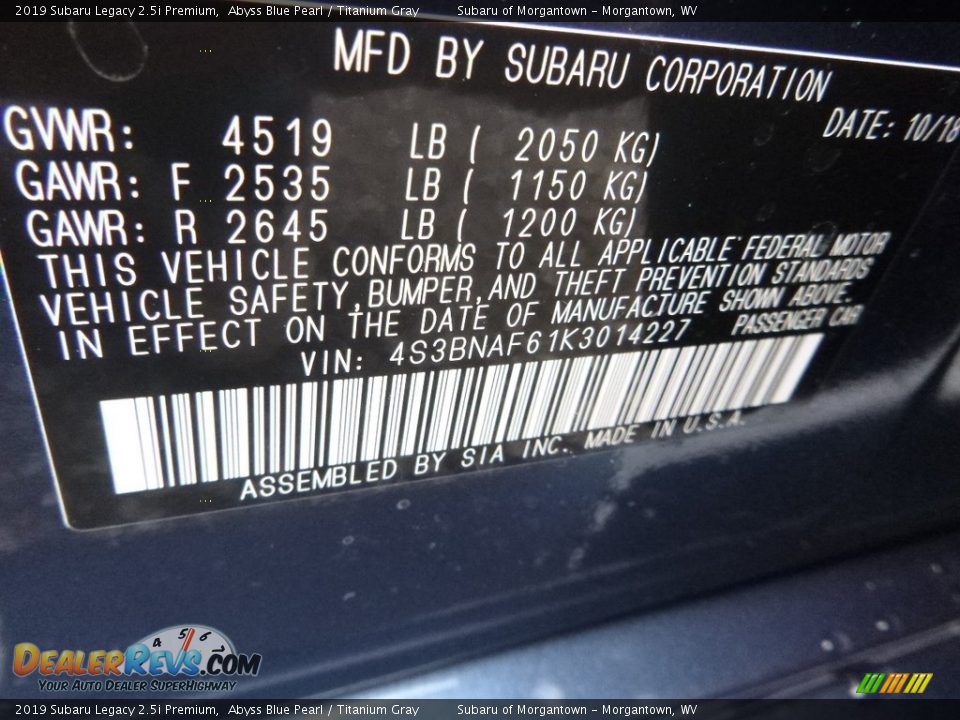 2019 Subaru Legacy 2.5i Premium, Abyss Blue Pearl / Titanium Gray Subaru of Morgantown - Morgantown, WV
MFD BY SUBARU CORPORATION
DATE: 10/18
GVWR: 4519 LB ( 2050 KG)
GAWR: F 2535 LB ( 1150 KG)
GAWR: R 2645 LB ( 1200 KG)
THIS VEHICLE CONFORMS TO ALL APPLICABLE FEDERAL MOTOR
VEHICLE SAFETY, BUMPER, AND THEFT PREVENTION STANDARDS
IN EFFECT ON THE DATE OF MANUFACTURE SHOWN ABOVE.
VIN: 4S3BNAF61K3014227 PASSENGER CAR
ASSEMBLED BY SIA INC. MADE IN U.S.A.
4 5 6
DEALERREVS.COM
YOUR AUTO DEALER SUPERHIGHWAY
2019 Subaru Legacy 2.5i Premium, Abyss Blue Pearl / Titanium Gray Subaru of Morgantown - Morgantown, WV